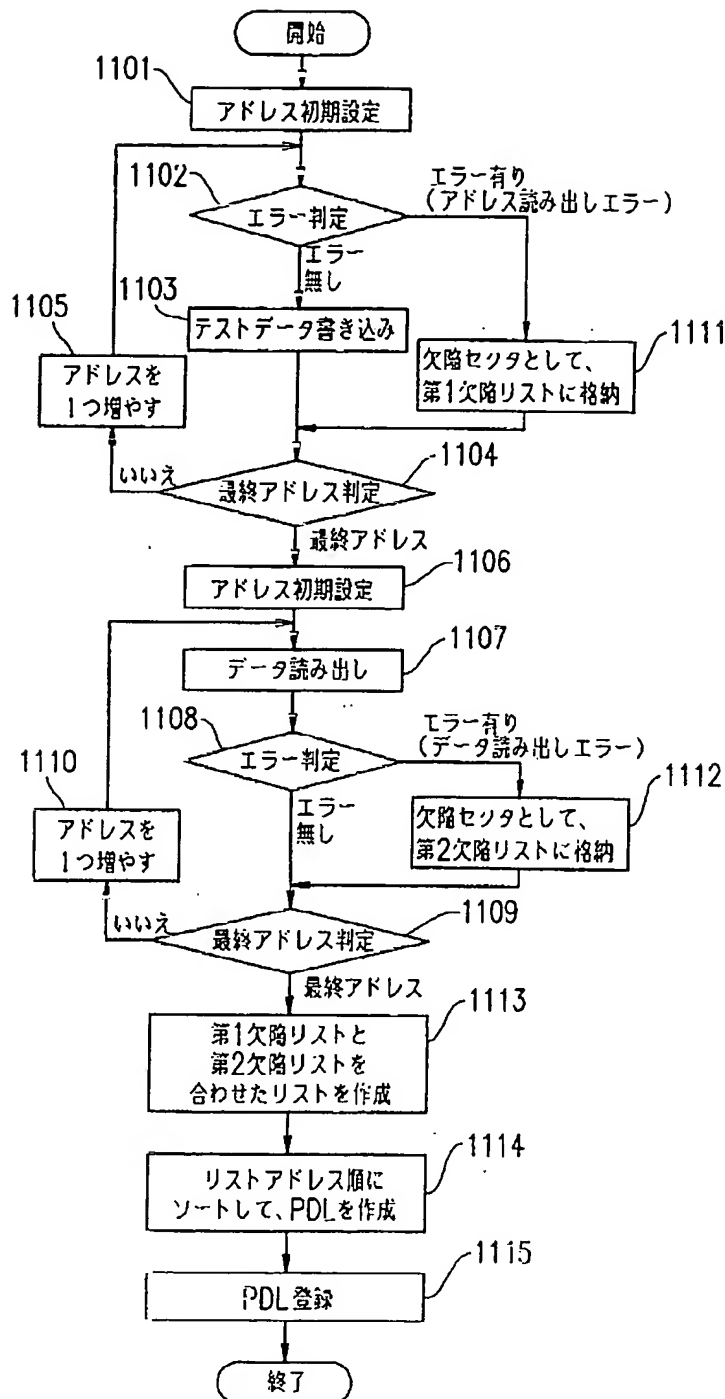 開始
1101
アドレス初期設定
1102
エラー判定
エラー有り
(アドレス読み出しエラー)
エラー
無し
1103
テストデータ書き込み
1105
アドレスを
1つ増やす
1111
欠陥セクタとして、
第1欠陥リストに格納
いいえ
1104
最終アドレス判定
最終アドレス
1106
アドレス初期設定
1107
データ読み出し
1108
エラー判定
エラー有り
(データ読み出しエラー)
エラー
無し
1110
アドレスを
1つ増やす
1112
欠陥セクタとして、
第2欠陥リストに格納
いいえ
1109
最終アドレス判定
最終アドレス
1113
第1欠陥リストと
第2欠陥リストを
合わせたリストを作成
1114
リストアドレス順に
ソートして、PDLを作成
1115
PDL登録
終了